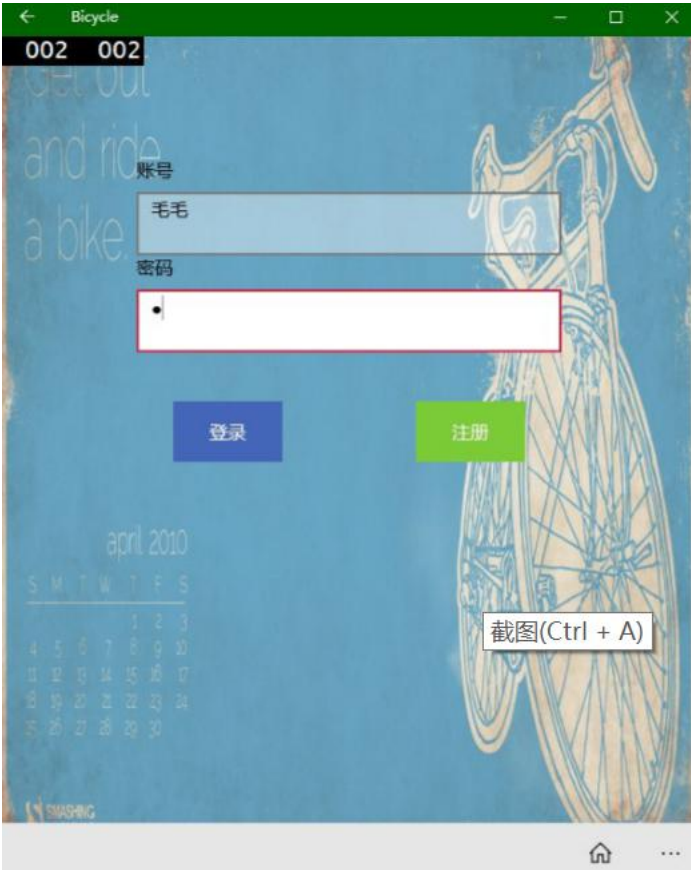 Bicycle
002 002
Get out
and ride
a bike.
账号
毛毛
密码
登录
注册
april 2010
S M T W T F S
1 2 3
4 5 6 7 8 9 10
11 12 13 14 15 16 17
18 19 20 21 22 23 24
25 26 27 28 29 30
截图(Ctrl + A)
SMASHING